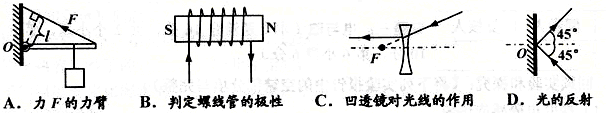 O l F
S N
F
O 45° 45°
A. 力 F 的力臂 B. 判定螺线管的极性 C. 凹透镜对光线的作用 D. 光的反射